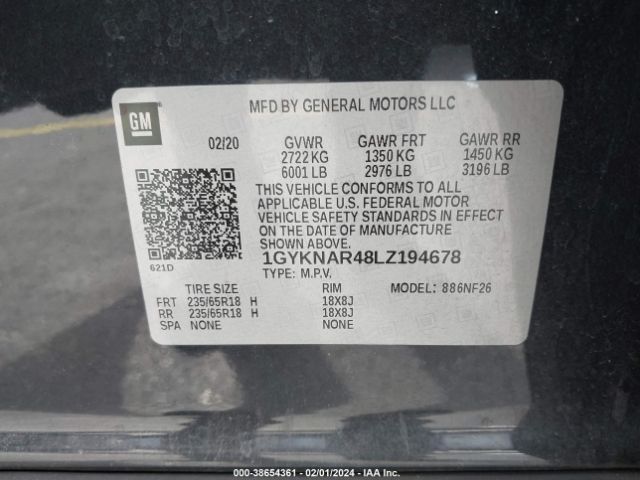 GM
MFD BY GENERAL MOTORS LLC
02/20 GVWR GAWR FRT GAWR RR
2722 KG 1350 KG 1450 KG
6001 LB 2976 LB 3196 LB
THIS VEHICLE CONFORMS TO ALL
APPLICABLE U.S. FEDERAL MOTOR
VEHICLE SAFETY STANDARDS IN EFFECT
ON THE DATE OF MANUFACTURE
SHOWN ABOVE.
621D
1GYKNAR48LZ194678
TYPE: M.P.V. MODEL: 886NF26
TIRE SIZE RIM
FRT 235/65R18 H 18X8J
RR 235/65R18 H 18X8J
SPA NONE NONE
000-38654361 - 02/01/2024 - IAA Inc.